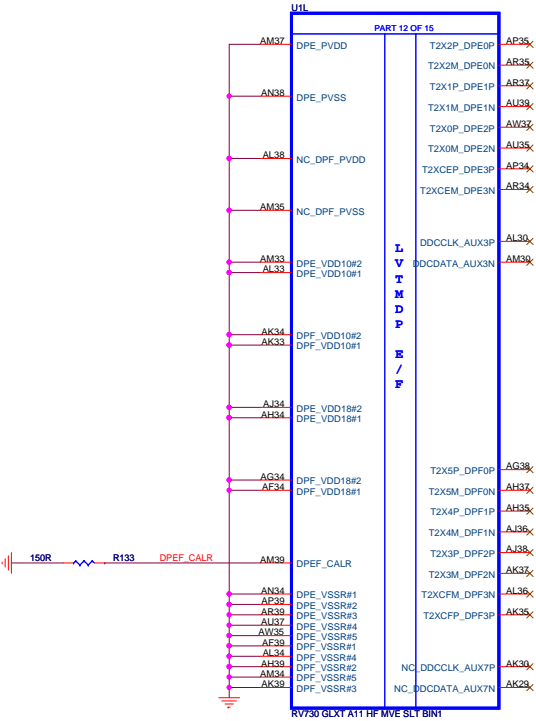 U1L
PART 12 OF 15
AM37 DPE_PVDD T2X2P_DPE0P AP35
T2X2M_DPE0N AR35
T2X1P_DPE1P AR37
AN38 DPE_PVSS T2X1M_DPE1N AU39
T2X0P_DPE2P AW37
T2X0M_DPE2N AU35
AL38 NC_DPF_PVDD T2XCEP_DPE3P AP34
T2XCEM_DPE3N AR34
AM35 NC_DPF_PVSS
DDCCLK_AUX3P AL30
AM33 DPE_VDD10#2 DDCDATA_AUX3N AM30
AL33 DPE_VDD10#1
AK34 DPF_VDD10#2
AK33 DPF_VDD10#1
L
V
T
M
D
P
E
/
F
AJ34 DPE_VDD18#2
AH34 DPE_VDD18#1
AG34 DPF_VDD18#2 T2X5P_DPF0P AG38
AF34 DPF_VDD18#1 T2X5M_DPF0N AH37
T2X4P_DPF1P AH35
T2X4M_DPF1N AJ36
T2X3P_DPF2P AJ38
150R R133 DPEF_CALR AM39 DPEF_CALR T2X3M_DPF2N AK37
AN34 DPE_VSSR#1 T2XCFM_DPF3N AL36
AP39 DPE_VSSR#2
AR39 DPE_VSSR#3 T2XCFP_DPF3P AK35
AU37 DPE_VSSR#4
AW35 DPE_VSSR#5
AF39 DPF_VSSR#1
AL34 DPF_VSSR#4
AH39 DPF_VSSR#2 NC_DDCCLK_AUX7P AK30
AM34 DPF_VSSR#5
AK39 DPF_VSSR#3 NC_DDCDATA_AUX7N AK29
RV730 GLXT A11 HF MVE SLT BIN1